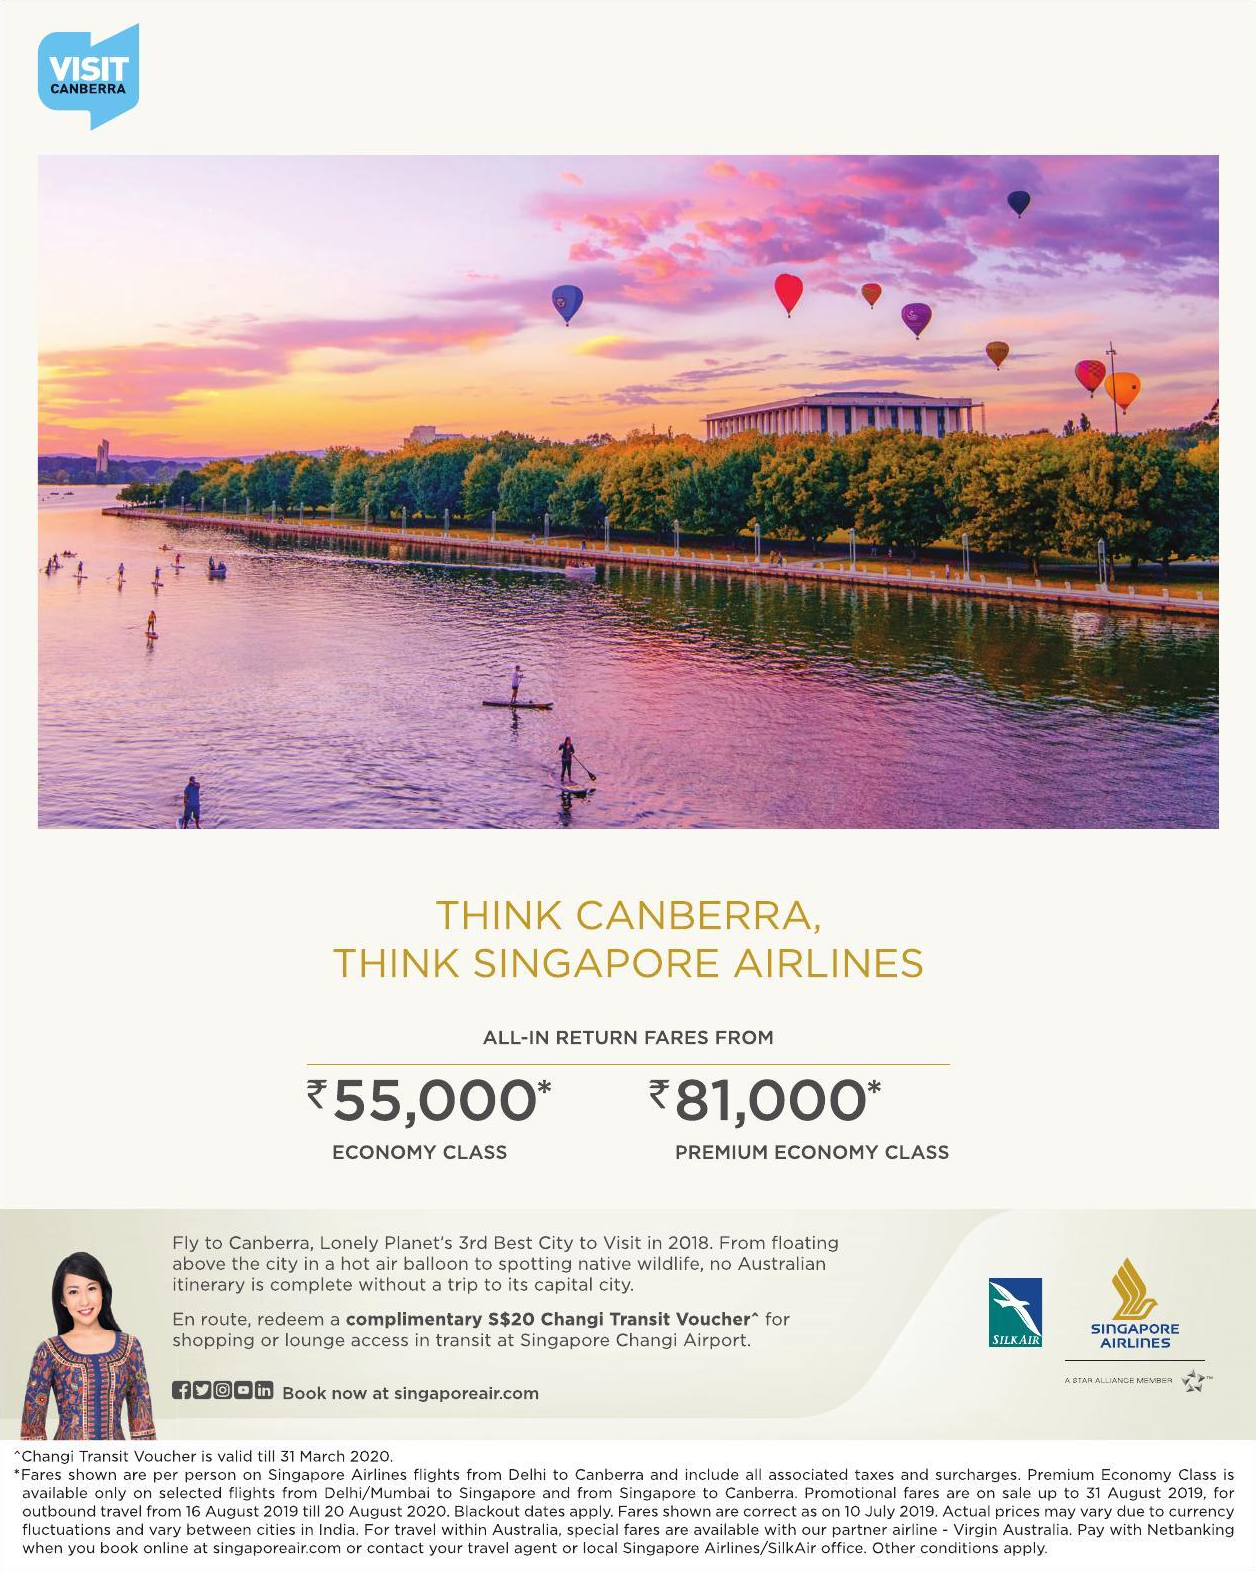 VISIT
CANBERRA
THINK CANBERRA,
THINK SINGAPORE AIRLINES
ALL-IN RETURN FARES FROM
₹55,000* ₹81,000*
ECONOMY CLASS PREMIUM ECONOMY CLASS
Fly to Canberra, Lonely Planet's 3rd Best City to Visit in 2018. From floating
above the city in a hot air balloon to spotting native wildlife, no Australian
itinerary is complete without a trip to its capital city.
En route, redeem a complimentary S$20 Changi Transit Voucher^ for
shopping or lounge access in transit at Singapore Changi Airport.
Book now at singaporeair.com
SILKAIR
SINGAPORE
AIRLINES
A STAR ALLIANCE MEMBER ™
^Changi Transit Voucher is valid till 31 March 2020.
*Fares shown are per person on Singapore Airlines flights from Delhi to Canberra and include all associated taxes and surcharges. Premium Economy Class is
available only on selected flights from Delhi/Mumbai to Singapore and from Singapore to Canberra. Promotional fares are on sale up to 31 August 2019, for
outbound travel from 16 August 2019 till 20 August 2020. Blackout dates apply. Fares shown are correct as on 10 July 2019. Actual prices may vary due to currency
fluctuations and vary between cities in India. For travel within Australia, special fares are available with our partner airline - Virgin Australia. Pay with Netbanking
when you book online at singaporeair.com or contact your travel agent or local Singapore Airlines/SilkAir office. Other conditions apply.